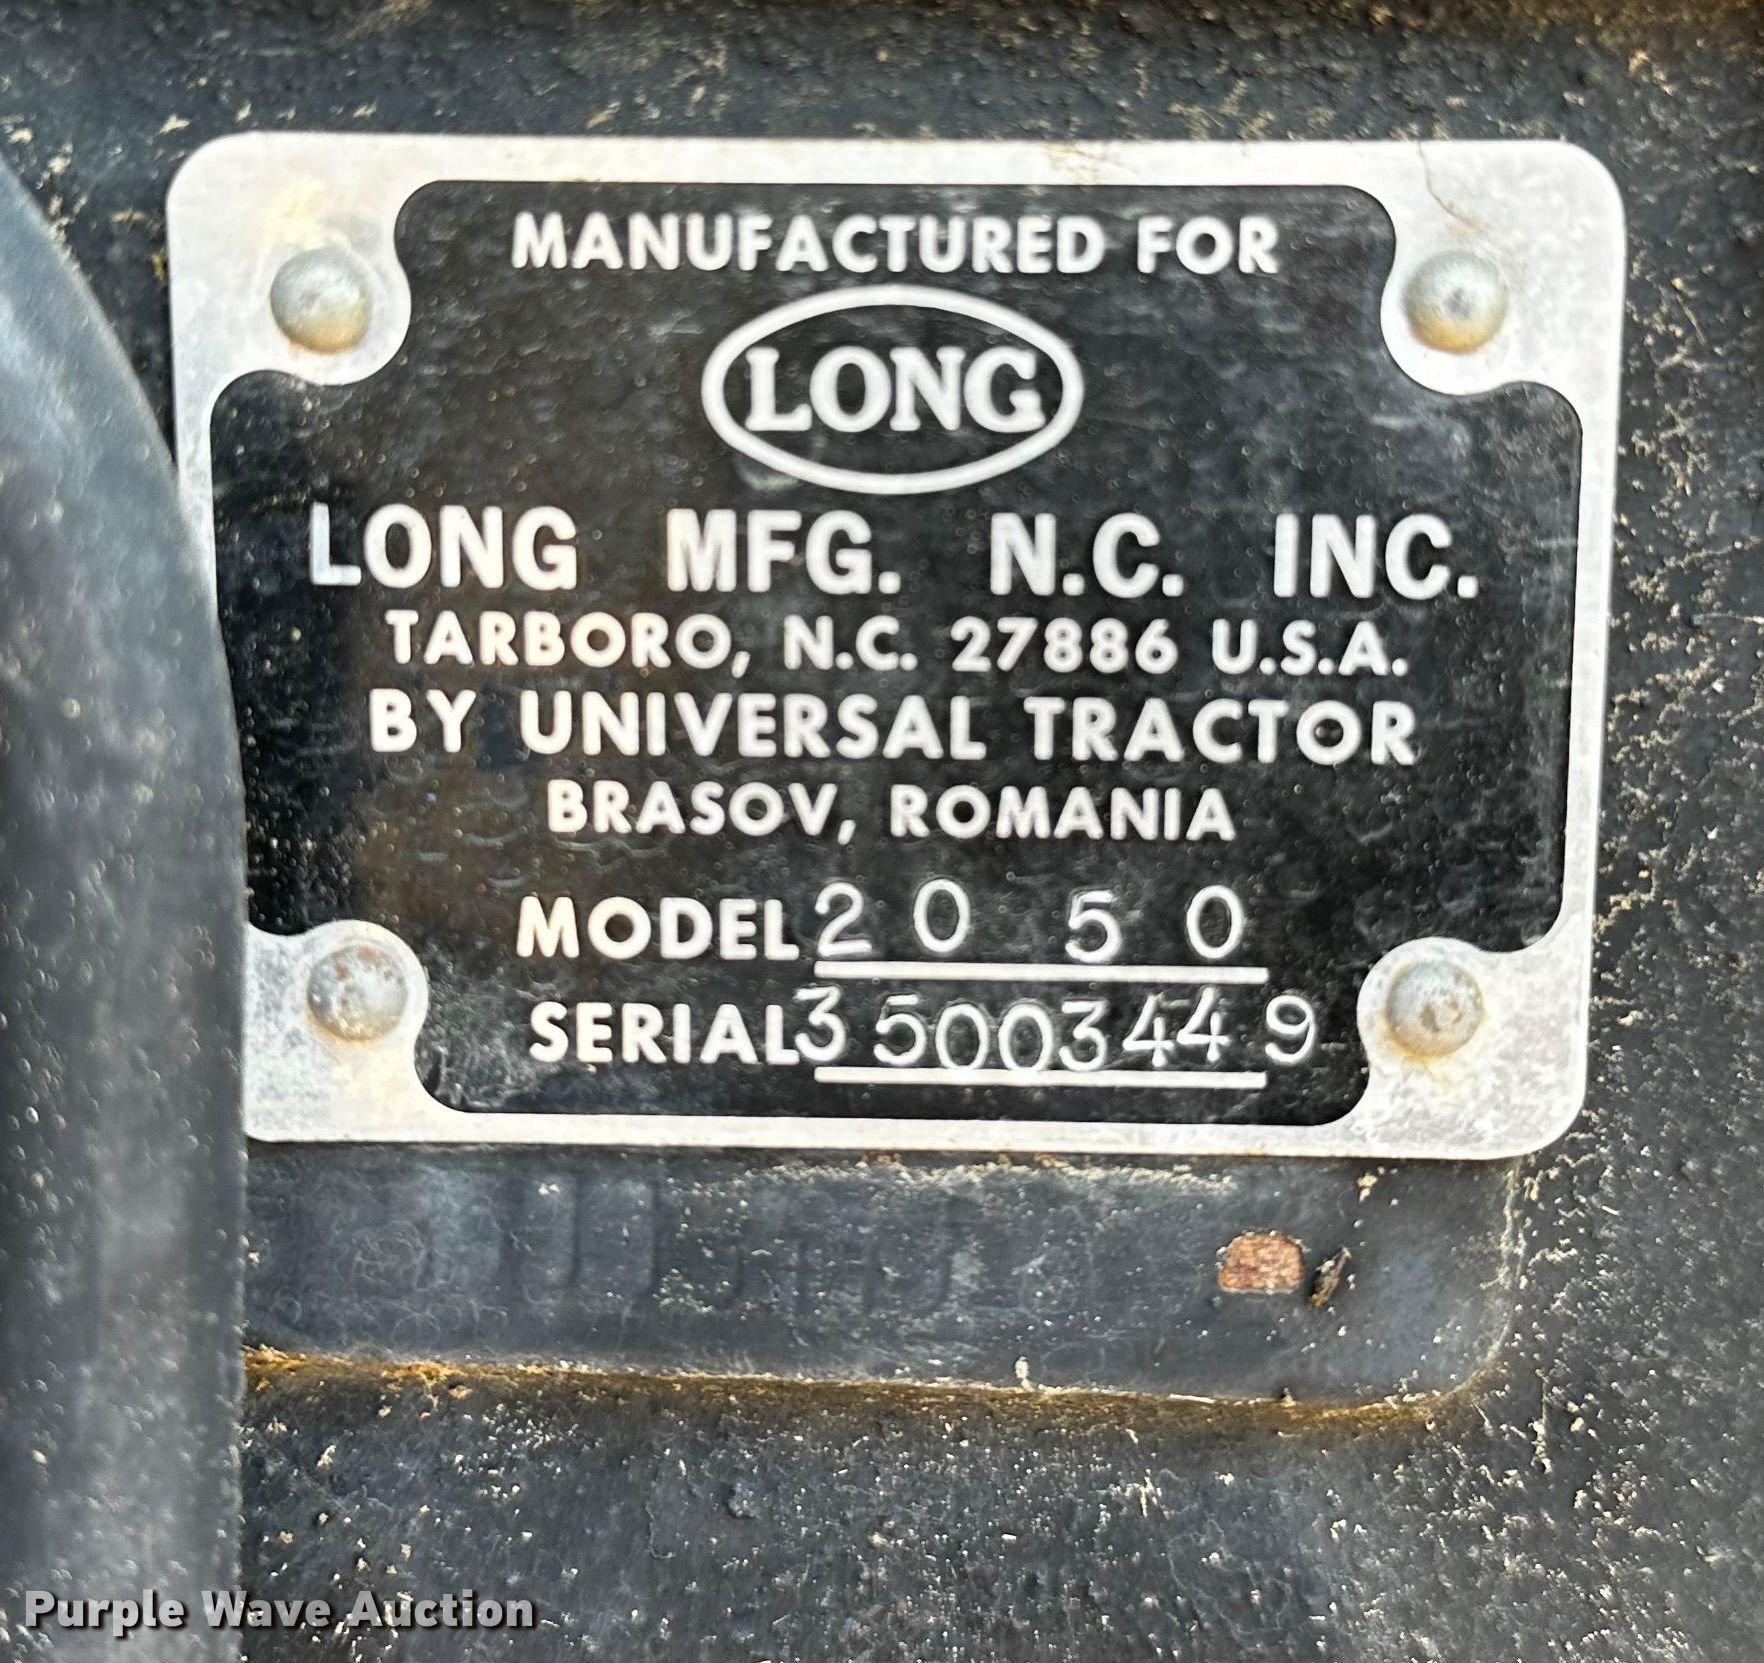 MANUFACTURED FOR
LONG
LONG MFG. N.C. INC.
TARBORO, N.C. 27886 U.S.A.
BY UNIVERSAL TRACTOR
BRASOV, ROMANIA
MODEL 2050
SERIAL 35003449
Purple Wave Auction